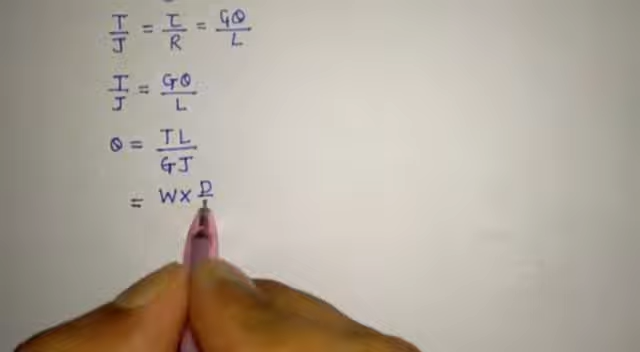 T/J = τ/R = Gθ/L
T/J = Gθ/L
θ = TL/GJ
= W × D/